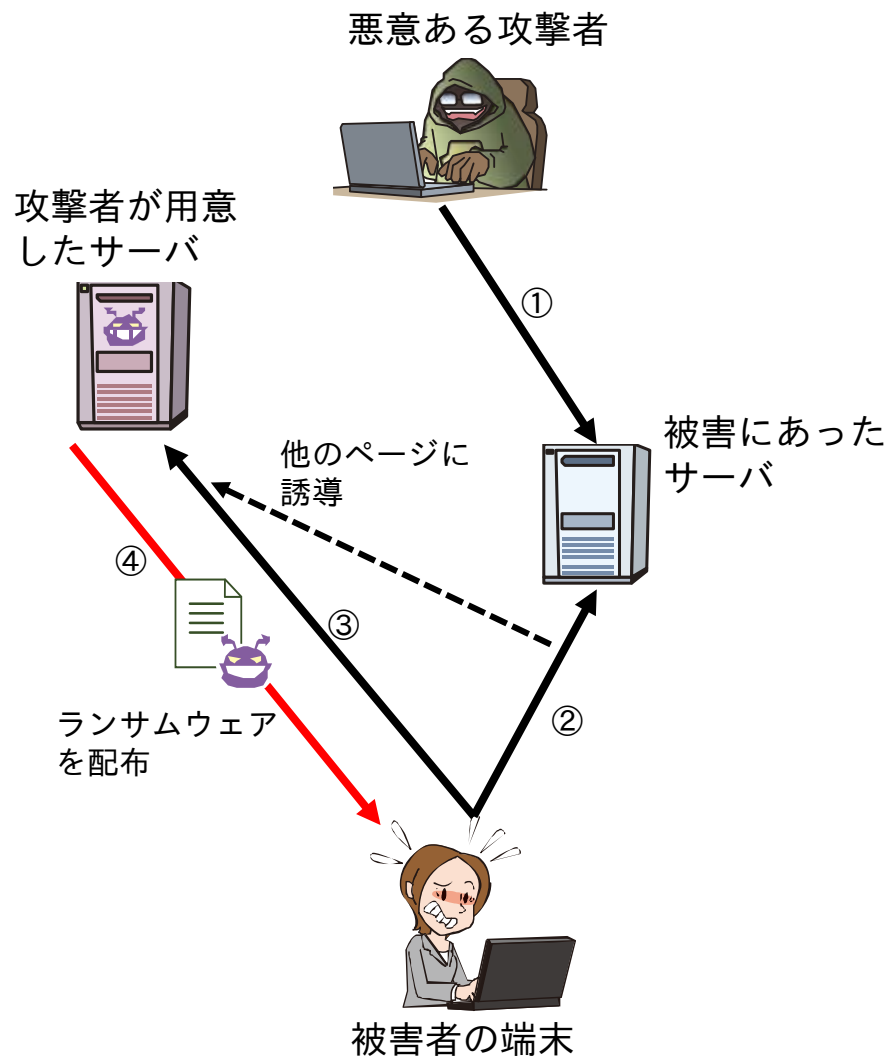 悪意ある攻撃者
攻撃者が用意
したサーバ
①
被害にあった
サーバ
他のページに
誘導
④
③
②
ランサムウェア
を配布
被害者の端末